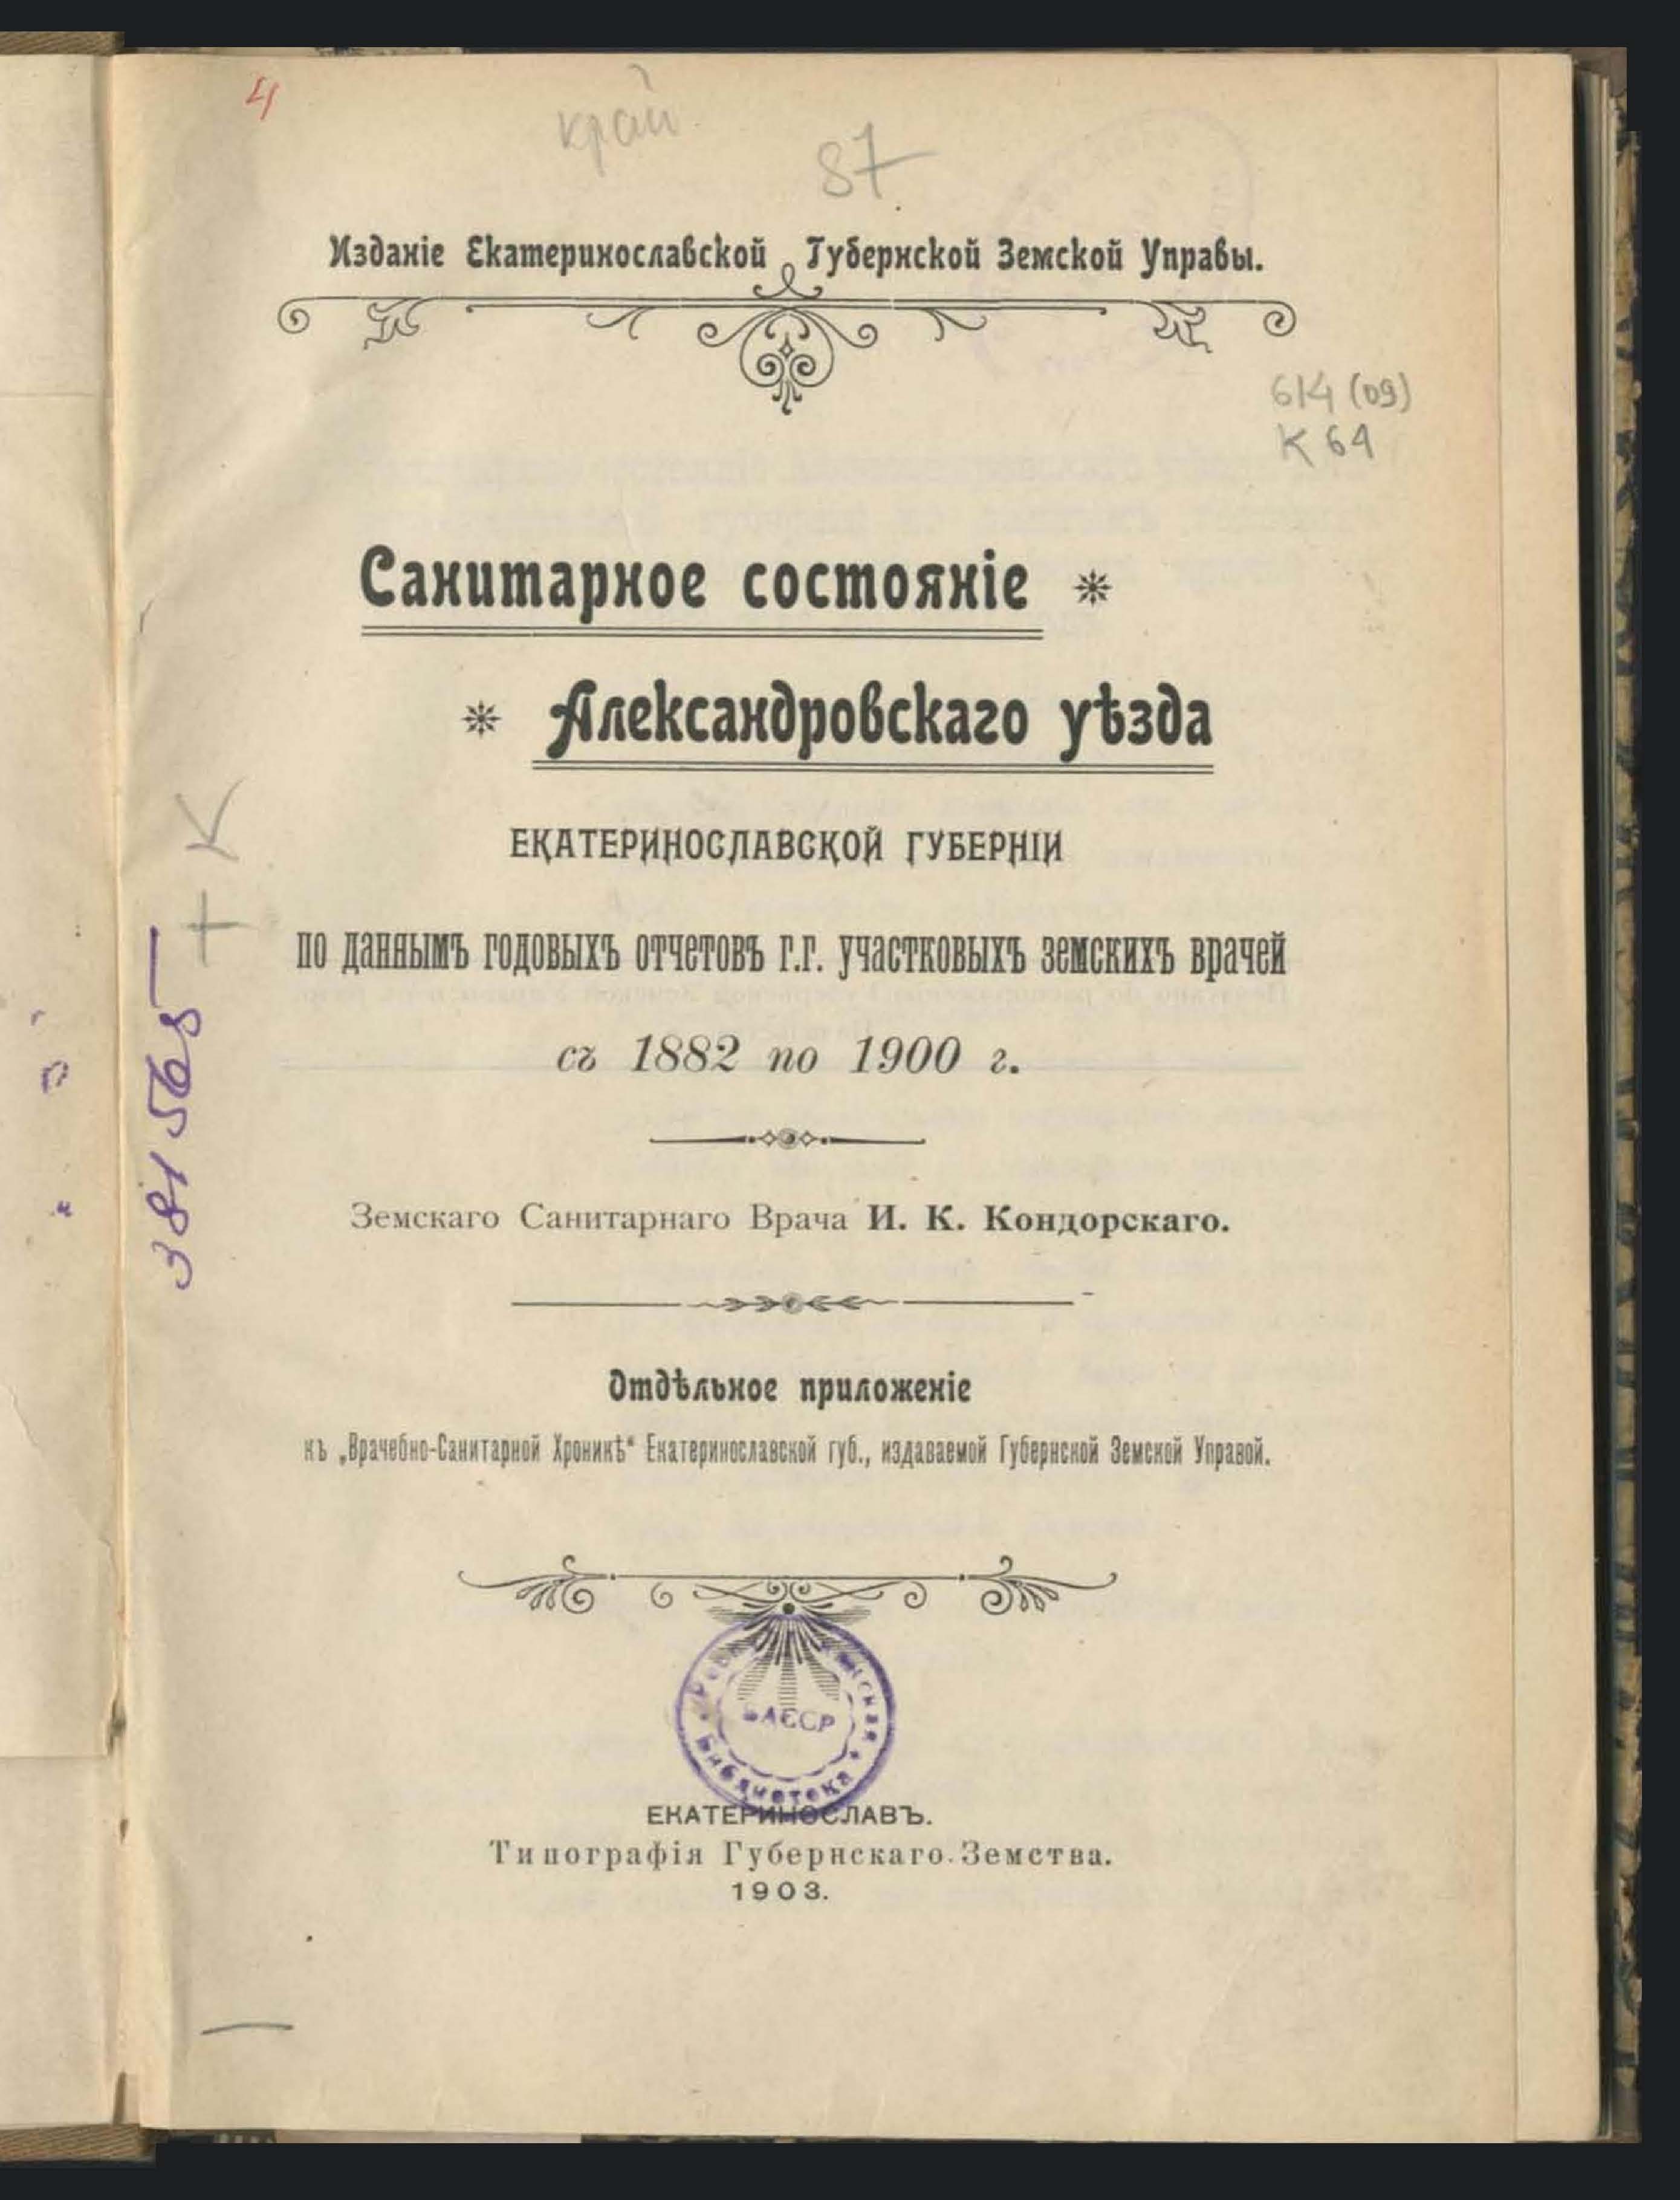 4
край
87
Изданіе Екатеринославской Губернской Земской Управы.
614 (09)
К 64
Санитарное состояніе
Александровскаго уѣзда
ЕКАТЕРИНОСЛАВСКОЙ ГУБЕРНІИ
по даннымъ годовыхъ отчетовъ г.г. участковыхъ земскихъ врачей
съ 1882 по 1900 г.
+ К
381565
Земскаго Санитарнаго Врача И. К. Кондорскаго.
Отдѣльное приложеніе
къ „Врачебно-Санитарной Хроникѣ“ Екатеринославской губ., издаваемой Губернской Земской Управой.
БАССР
Библиотека
ЕКАТЕРИНОСЛАВЪ.
Типографія Губернскаго Земства.
1903.